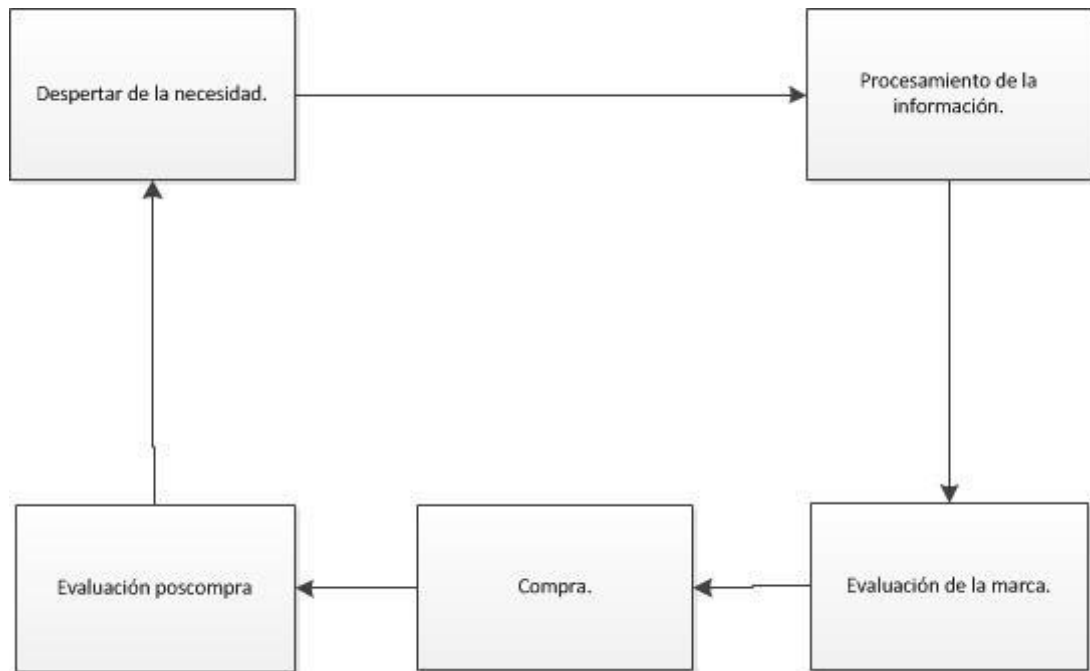 Despertar de la necesidad.
Procesamiento de la
información.
Evaluación poscompra
Compra.
Evaluación de la marca.